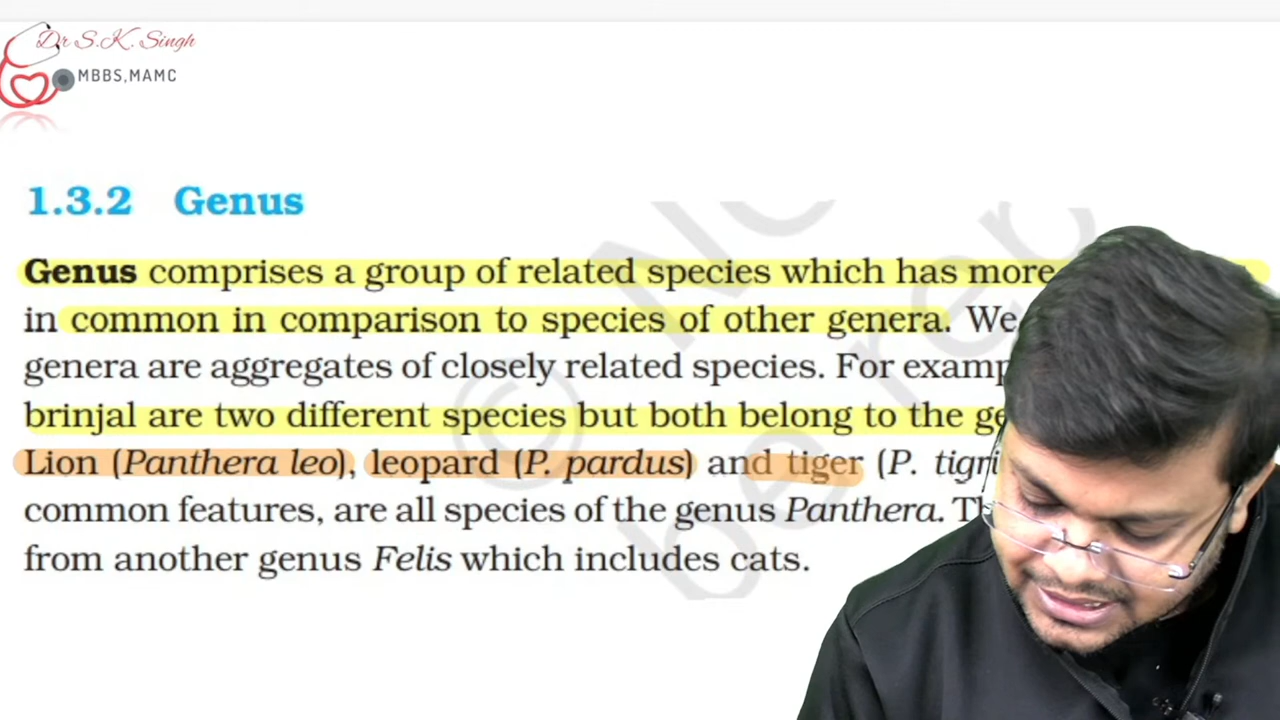 Dr S.K. Singh
MBBS,MAMC
1.3.2 Genus
Genus comprises a group of related species which has more
in common in comparison to species of other genera. We
genera are aggregates of closely related species. For examp
brinjal are two different species but both belong to the ge
Lion (Panthera leo), leopard (P. pardus) and tiger (P. tigri
common features, are all species of the genus Panthera. Th
from another genus Felis which includes cats.